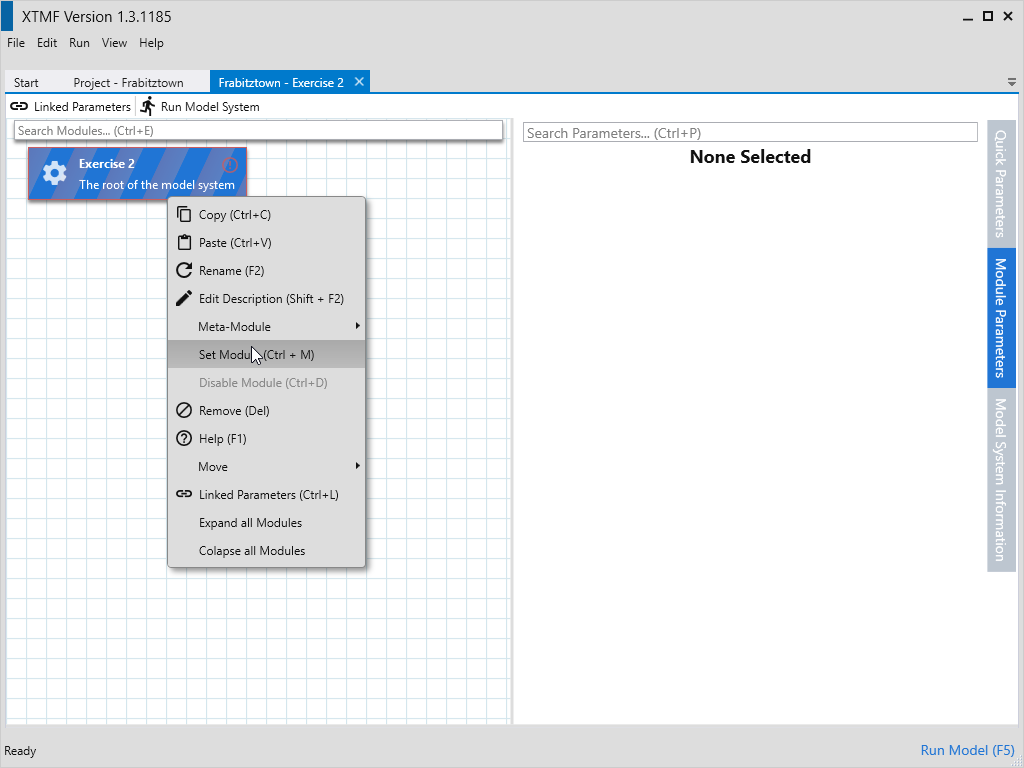 XTMF Version 1.3.1185
File Edit Run View Help
Start Project - Frabitztown Frabitztown - Exercise 2
Linked Parameters Run Model System
Search Modules... (Ctrl+E)
Exercise 2
The root of the model system
Copy (Ctrl+C)
Paste (Ctrl+V)
Rename (F2)
Edit Description (Shift + F2)
Meta-Module
Set Module (Ctrl + M)
Disable Module (Ctrl+D)
Remove (Del)
Help (F1)
Move
Linked Parameters (Ctrl+L)
Expand all Modules
Colapse all Modules
Search Parameters... (Ctrl+P)
None Selected
Quick Parameters
Module Parameters
Model System Information
Ready
Run Model (F5)